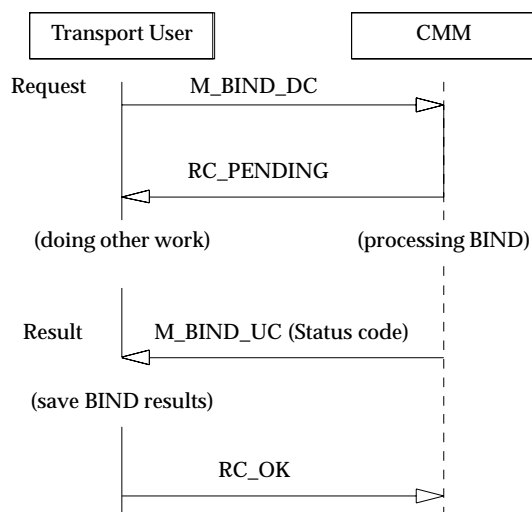 Transport User
CMM
Request
M_BIND_DC
RC_PENDING
(doing other work)
(processing BIND)
Result
M_BIND_UC (Status code)
(save BIND results)
RC_OK